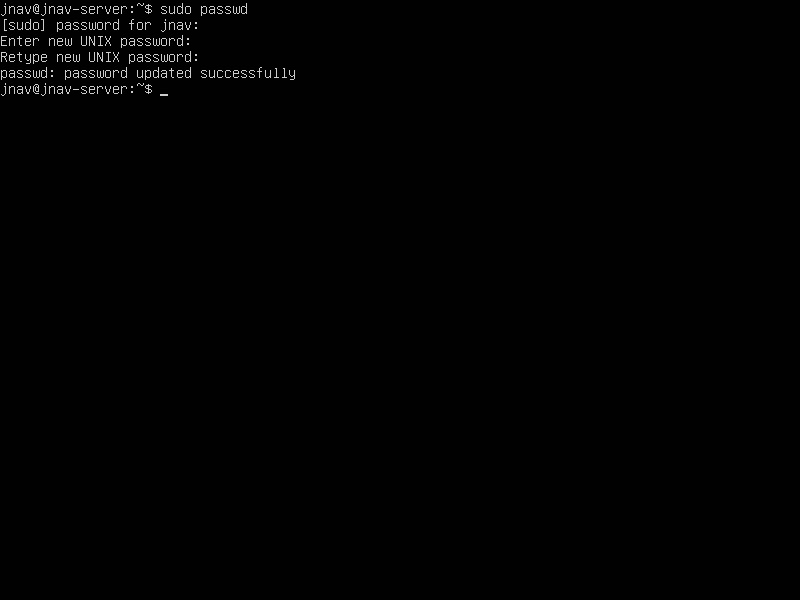 jnav@jnav-server:~$ sudo passwd
[sudo] password for jnav:
Enter new UNIX password:
Retype new UNIX password:
passwd: password updated successfully
jnav@jnav-server:~$ _